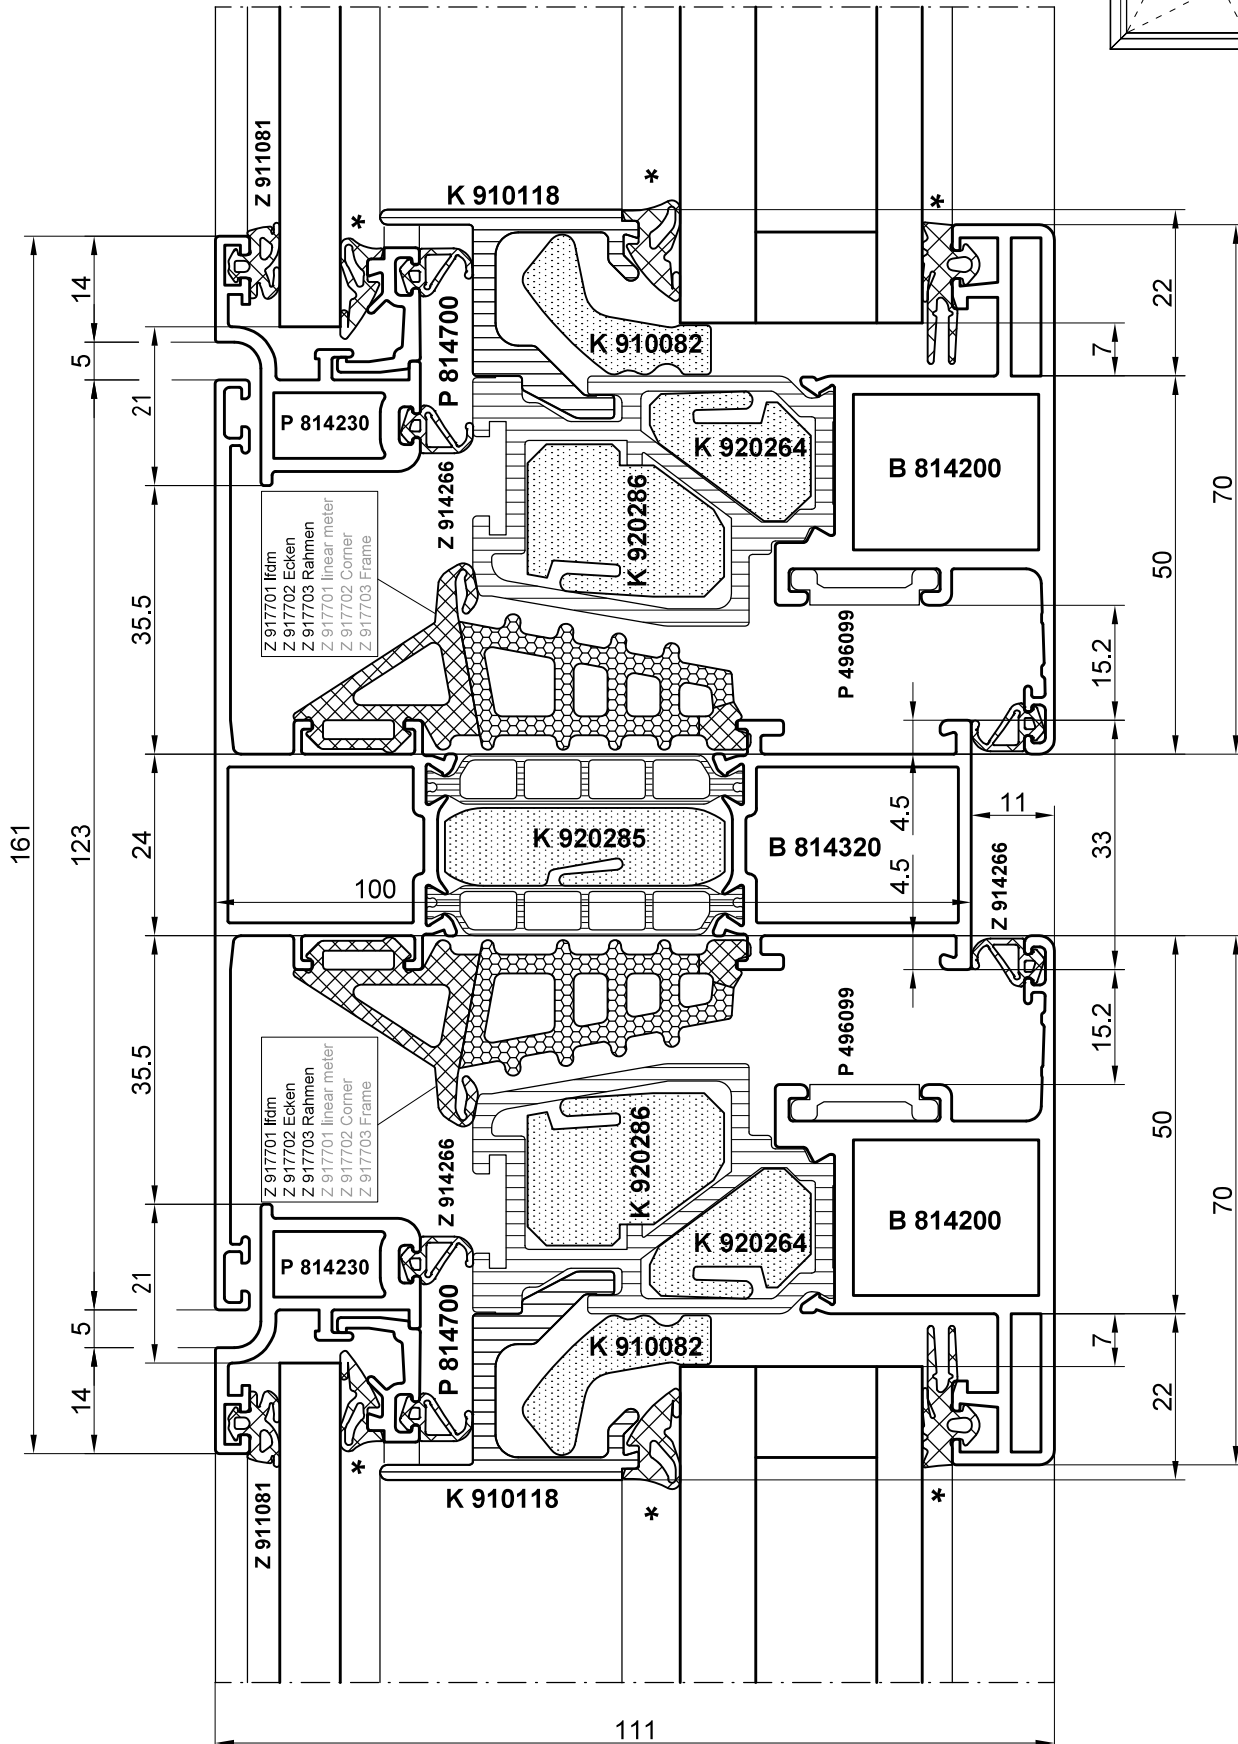 Z 911081
*
K 910118
*
*
14
5
21
P 814700
K 910082
22
7
P 814230
K 920264
B 814200
70
Z 914266
K 920286
Z 917701 lfdm
Z 917702 Ecken
Z 917703 Rahmen
Z 917701 linear meter
Z 917702 Corner
Z 917703 Frame
50
35.5
P 496099
15.2
161
123
24
K 920285
B 814320
4.5
4.5
11
33
100
Z 914266
35.5
Z 917701 lfdm
Z 917702 Ecken
Z 917703 Rahmen
Z 917701 linear meter
Z 917702 Corner
Z 917703 Frame
P 496099
15.2
Z 914266
K 920286
50
70
K 920264
B 814200
P 814230
21
5
14
P 814700
K 910082
7
22
*
K 910118
*
*
Z 911081
111